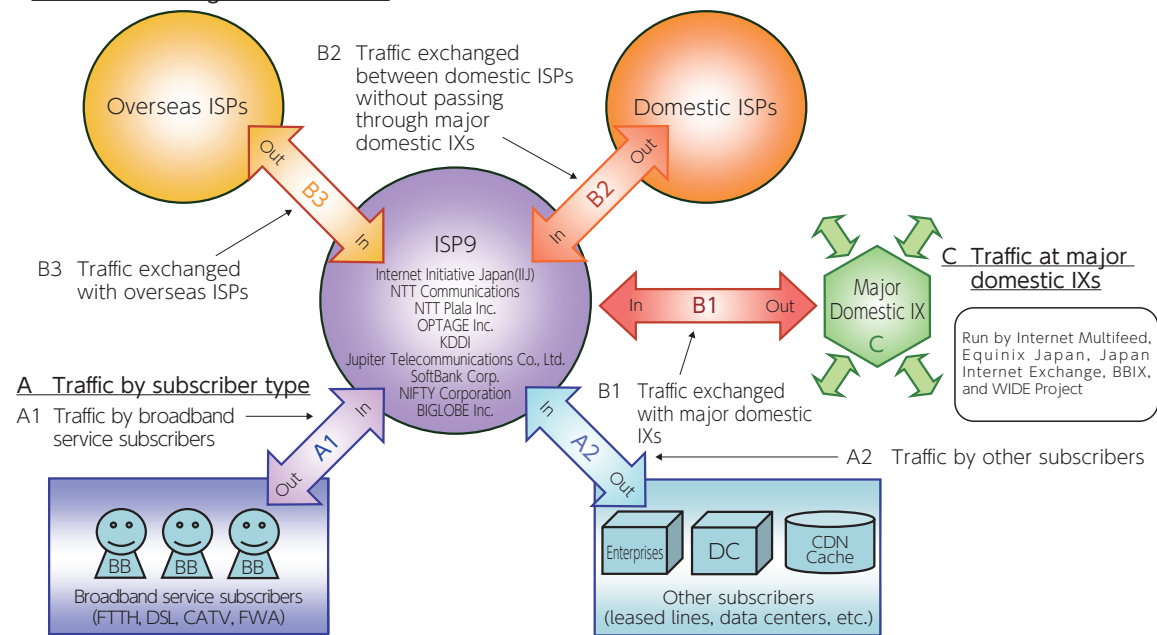 Overseas ISPs
B2 Traffic exchanged
between domestic ISPs
without passing
through major
domestic IXs
Domestic ISPs
Out
B3
In
Out
B2
In
B3 Traffic exchanged
with overseas ISPs
ISP9
Internet Initiative Japan(IIJ)
NTT Communications
NTT Plala Inc.
OPTAGE Inc.
KDDI
Jupiter Telecommunications Co., Ltd.
SoftBank Corp.
NIFTY Corporation
BIGLOBE Inc.
In B1 Out
Major
Domestic IX
C
C Traffic at major
domestic IXs
Run by Internet Multifeed,
Equinix Japan, Japan
Internet Exchange, BBIX,
and WIDE Project
B1 Traffic exchanged
with major domestic
IXs
A Traffic by subscriber type
A1 Traffic by broadband
service subscribers
In
A1
Out
In
A2
Out
A2 Traffic by other subscribers
BB BB BB
Broadband service subscribers
(FTTH, DSL, CATV, FWA)
Enterprises
DC
CDN
Cache
Other subscribers
(leased lines, data centers, etc.)